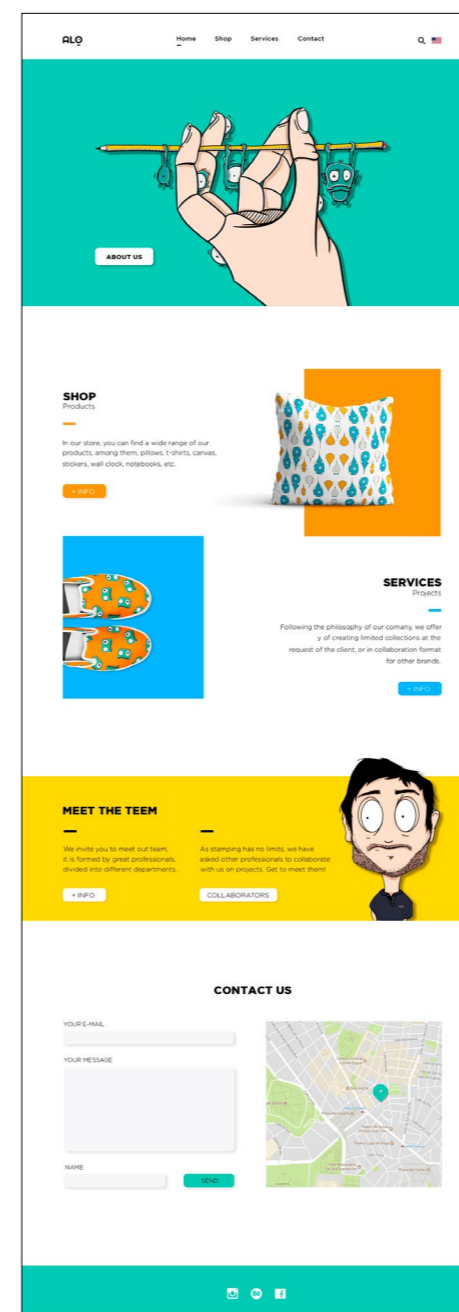 ALO
Home Shop Services Contact
ABOUT US
SHOP
Products
In our store, you can find a wide range of our
products, among them, pillows, t-shirts, canvas,
stickers, wall clock, notebooks, etc.
+ INFO
SERVICES
Projects
Following the philosophy of our comany, we offer
y of creating limited collections at the
request of the client, or in collaboration format
for other brands.
+ INFO
MEET THE TEEM
We invite you to meet out team,
it is formed by great professionals,
divided into different departments.
+ INFO
As stamping has no limits, we have
asked other professionals to collaborate
with us on projects. Get to meet them!
COLLABORATORS
CONTACT US
YOUR E-MAIL
YOUR MESSAGE
NAME
SEND